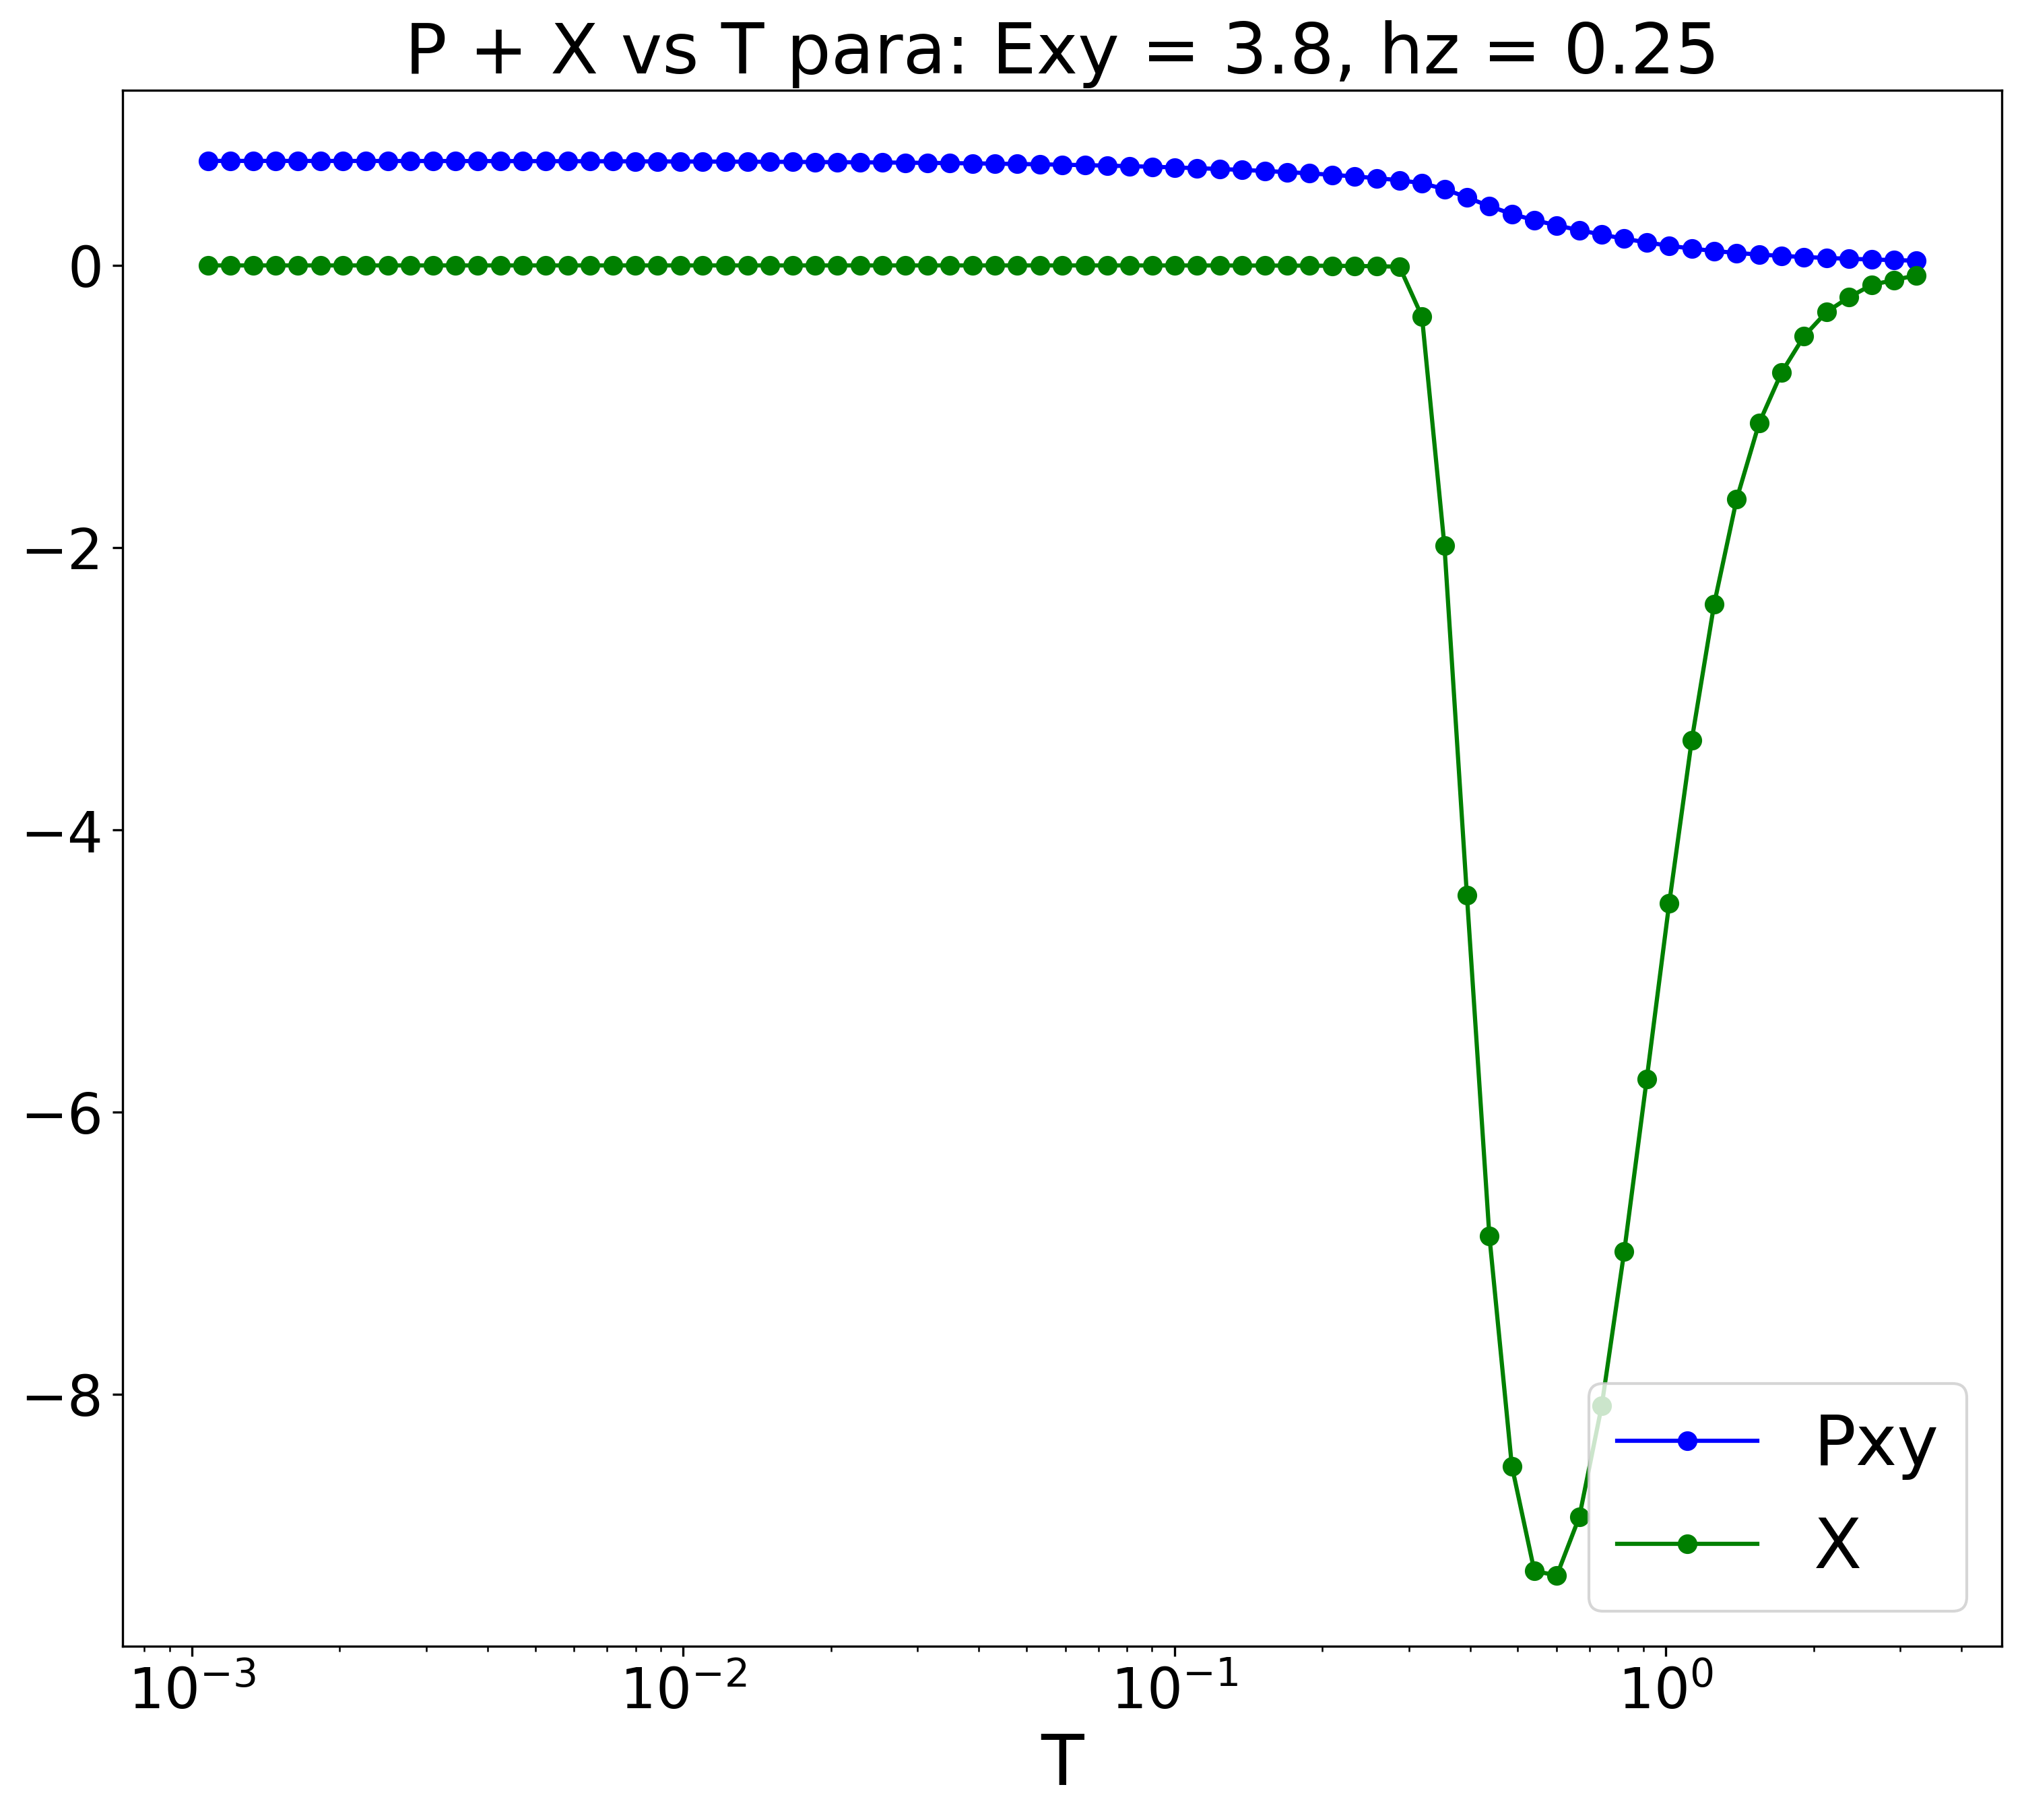 P + X vs T para: Exy = 3.8, hz = 0.25
0
−2
−4
−6
−8
Pxy
X
10⁻³ 10⁻² 10⁻¹ 10⁰
T